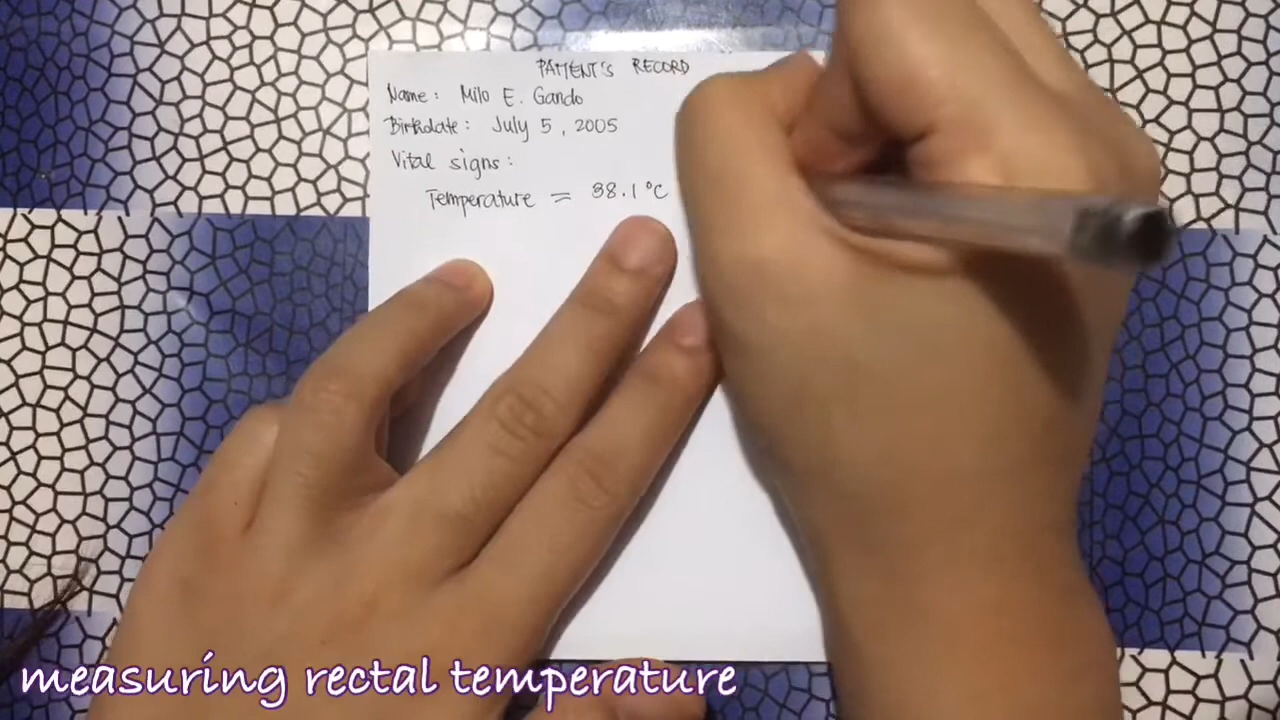 PATIENT'S RECORD
Name: Milo E. Gando
Birthdate: July 5, 2005
Vital signs:
Temperature = 38.1 °C
measuring rectal temperature